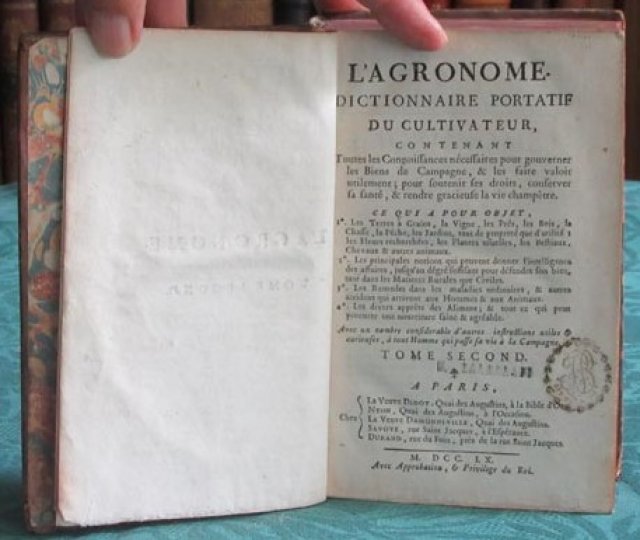 L'AGRONOME.
DICTIONNAIRE PORTATIF
DU CULTIVATEUR,
CONTENANT
Toutes les Connoissances nécessaires pour gouverner
les Biens de Campagne, & les faire valoir
utilement; pour soutenir ses droits, conserver
sa santé, & rendre gracieuse la vie champêtre.
CE QUI A POUR OBJET,
1°. Les Terres à Grains, la Vigne, les Prés, les Bois, la
Chasse, la Pêche, les Jardins, tant de propreté que d'utilité;
les Fleurs recherchées, les Plantes usuelles, les Bestiaux,
Chevaux & autres animaux.
2°. Les principales notions qui peuvent donner l'intelligence
des affaires, jusqu'au dégré suffisant pour défendre son bien,
tant dans les Matieres Rurales que Civiles.
3°. Les Remedes dans les maladies ordinaires, & autres
accidens qui arrivent aux Hommes & aux Animaux.
4°. Les divers apprêts des Alimens; & tout ce qui peut
procurer une nourriture saine & agréable.
Avec un nombre considérable d'autres instructions utiles &
curieuses, à tout Homme qui passe sa vie à la Campagne.
TOME SECOND.
A PARIS,
La Veuve DIDOT, Quai des Augustins, à la Bible d'Or.
NYON, Quai des Augustins, à l'Occasion.
Chez La Veuve DAMONNEVILLE, Quai des Augustins.
SAVOYE, rue Saint Jacques, à l'Espérance.
DURAND, rue du Foin, près de la rue Saint Jacques.
M. DCC. LX.
Avec Approbation, & Privilege du Roi.